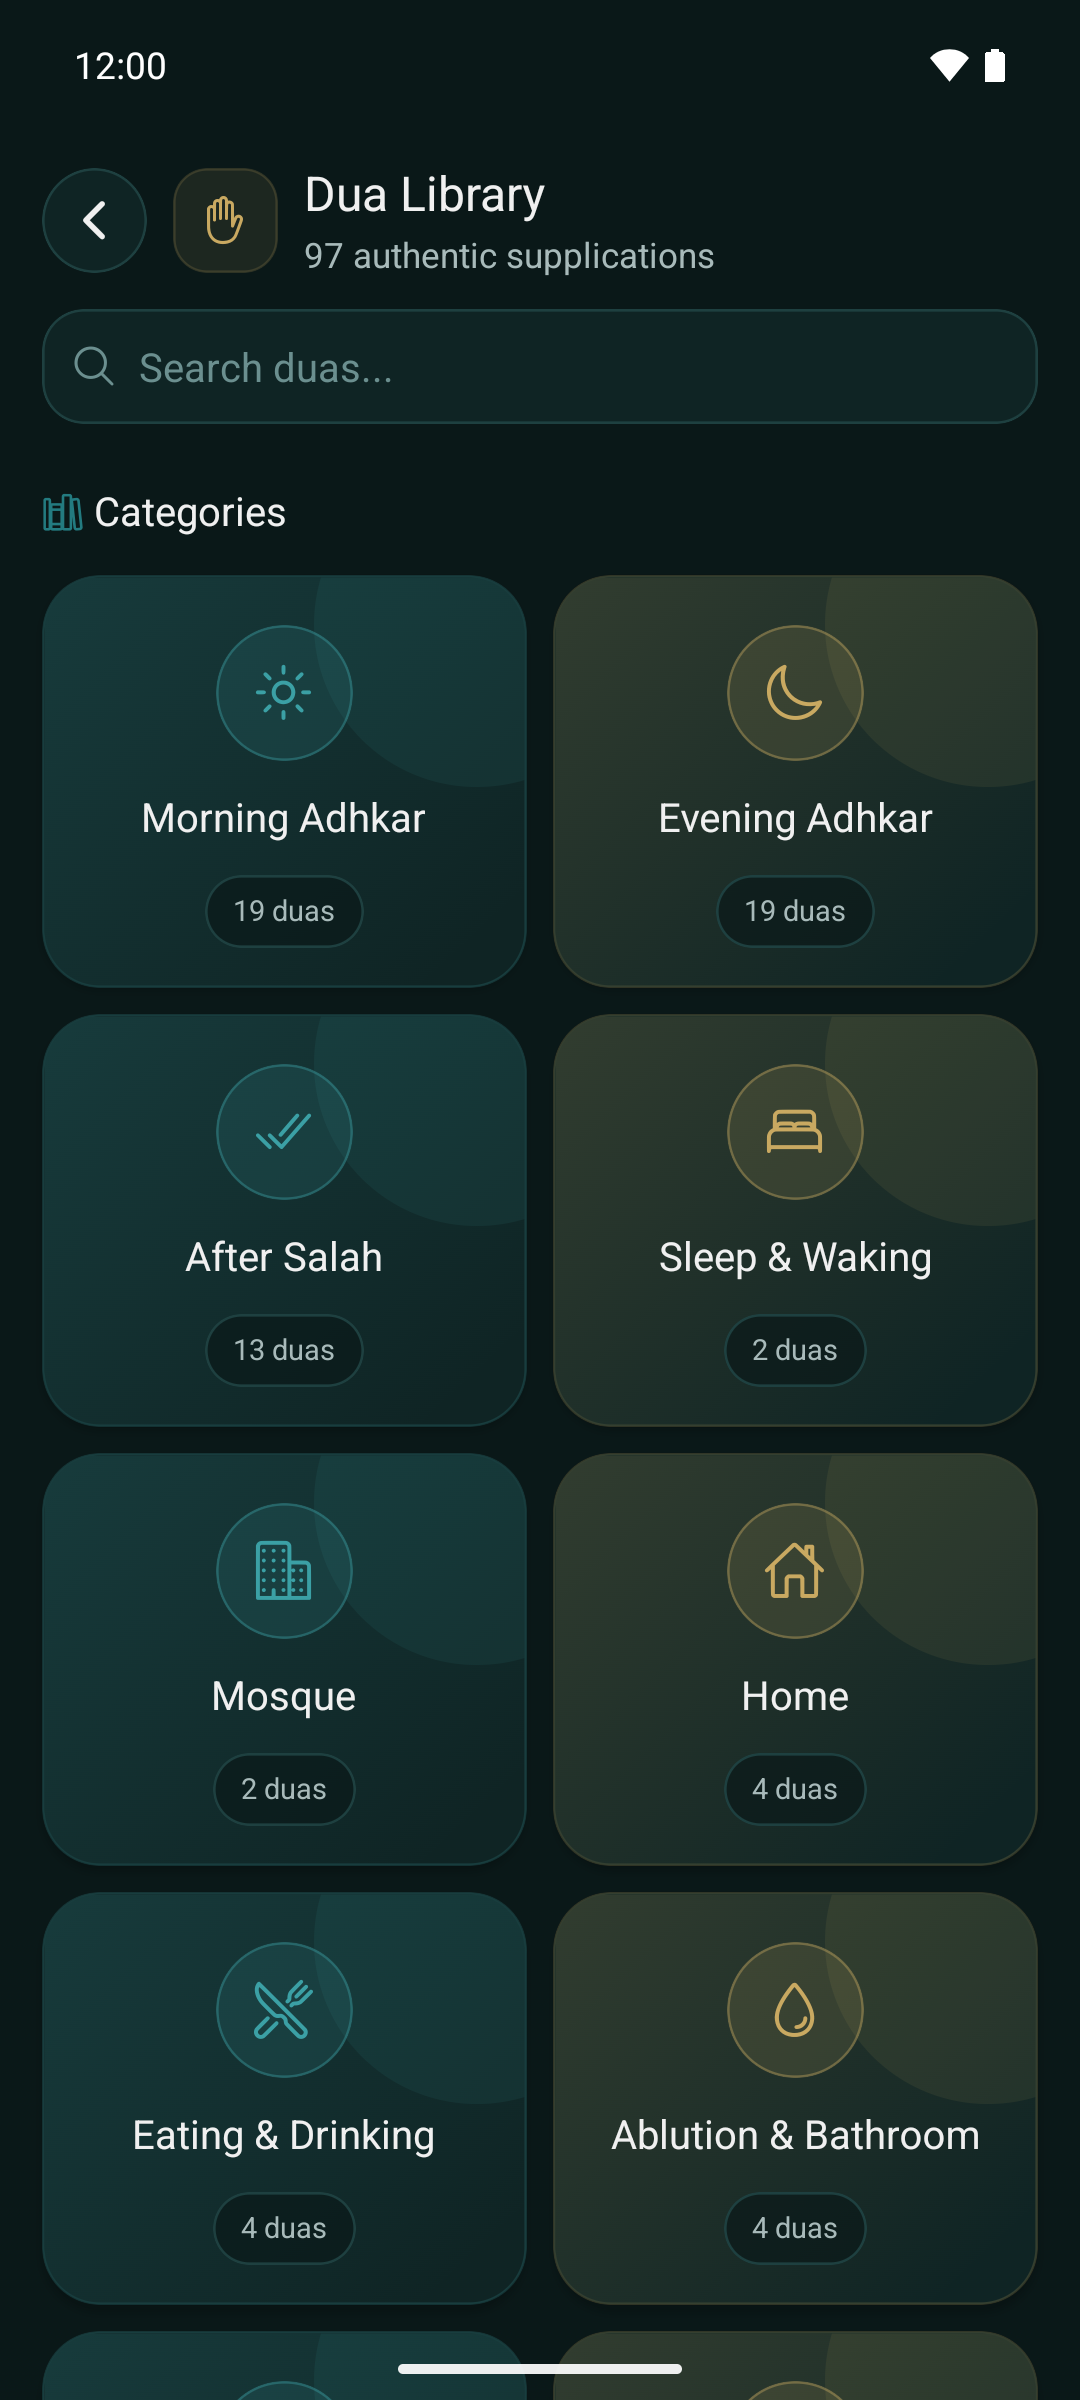 12:00
Dua Library
97 authentic supplications
Search duas...
Categories
Morning Adhkar
19 duas
Evening Adhkar
19 duas
After Salah
13 duas
Sleep & Waking
2 duas
Mosque
2 duas
Home
4 duas
Eating & Drinking
4 duas
Ablution & Bathroom
4 duas